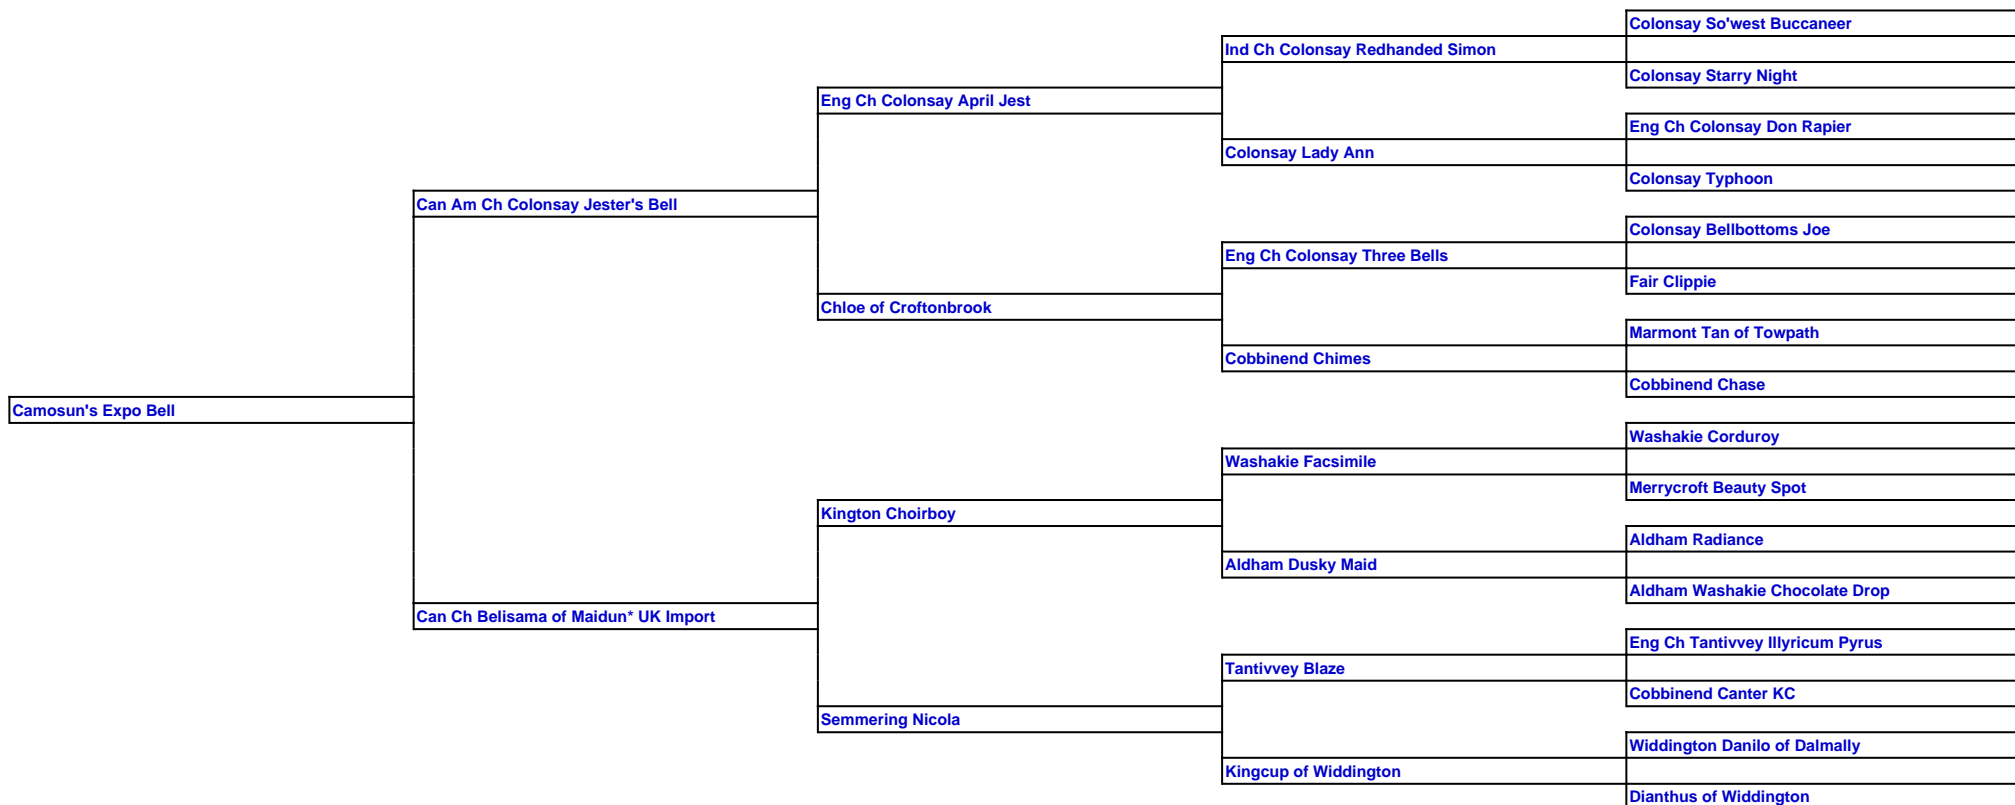 Colonsay So'west Buccaneer
Ind Ch Colonsay Redhanded Simon
Colonsay Starry Night
Eng Ch Colonsay April Jest
Eng Ch Colonsay Don Rapier
Colonsay Lady Ann
Colonsay Typhoon
Can Am Ch Colonsay Jester's Bell
Colonsay Bellbottoms Joe
Eng Ch Colonsay Three Bells
Fair Clippie
Chloe of Croftonbrook
Marmont Tan of Towpath
Cobbinend Chimes
Cobbinend Chase
Camosun's Expo Bell
Washakie Corduroy
Washakie Facsimile
Merrycroft Beauty Spot
Kington Choirboy
Aldham Radiance
Aldham Dusky Maid
Aldham Washakie Chocolate Drop
Can Ch Belisama of Maidun* UK Import
Eng Ch Tantivvey Illyricum Pyrus
Tantivvey Blaze
Cobbinend Canter KC
Semmering Nicola
Widdington Danilo of Dalmally
Kingcup of Widdington
Dianthus of Widdington